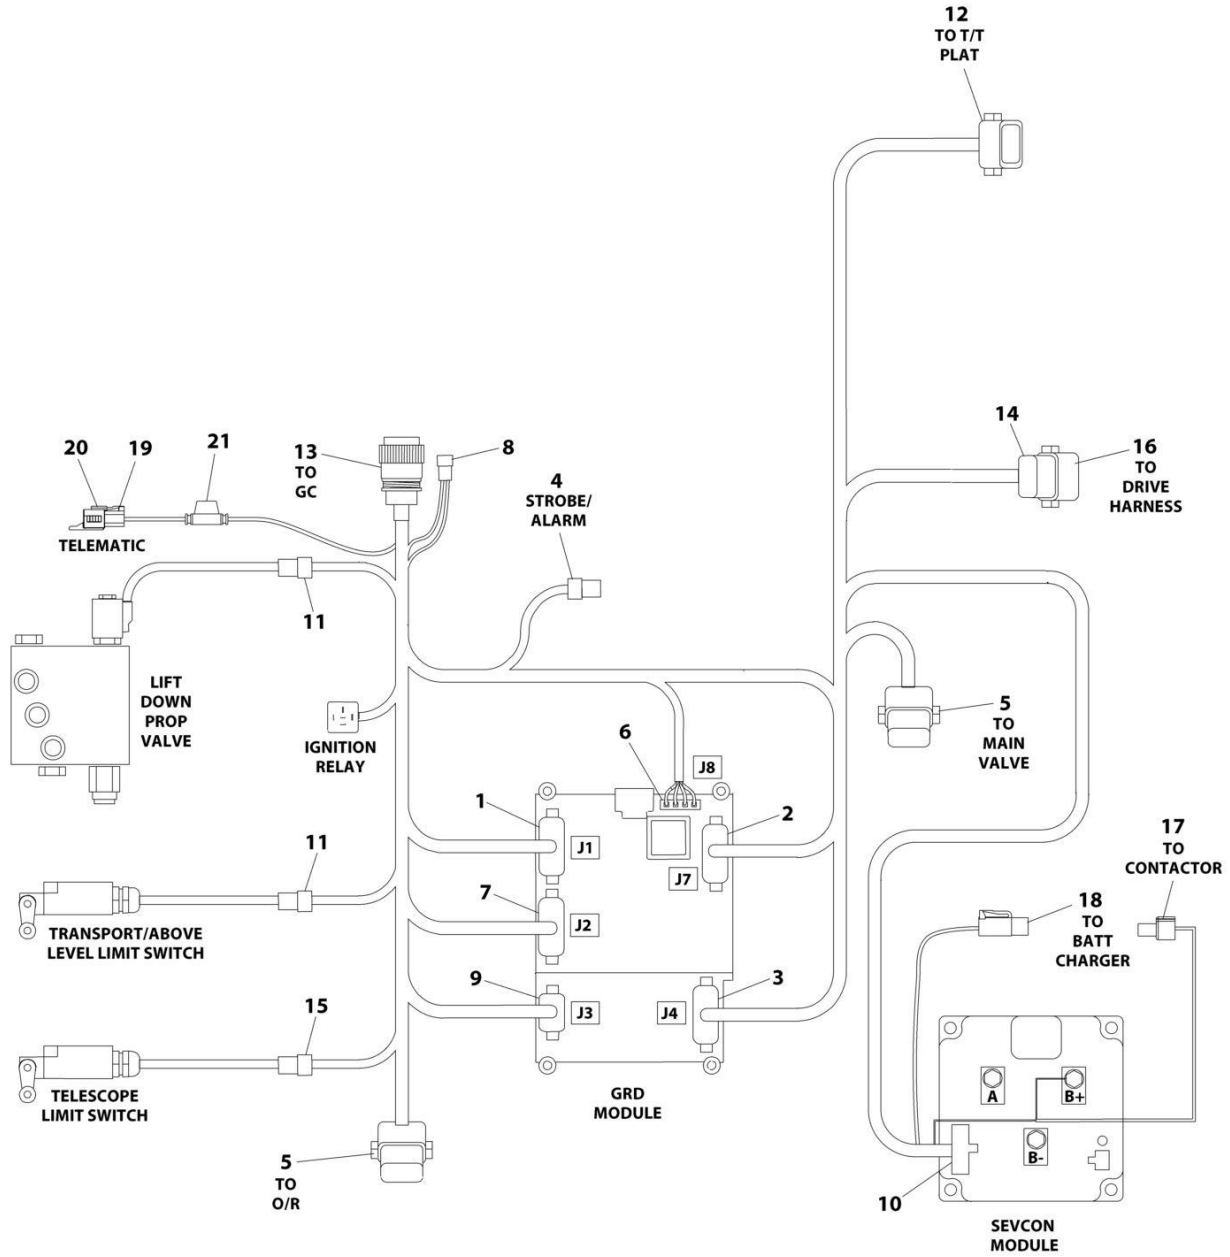 12
TO T/T
PLAT
14
16
TO
DRIVE
HARNESS
20
19
21
13
TO
GC
8
4
STROBE/
ALARM
TELEMATIC
11
LIFT
DOWN
PROP
VALVE
IGNITION
RELAY
6
J8
5
TO
MAIN
VALVE
1
J1
2
J7
17
TO
CONTACTOR
11
7
J2
18
TO
BATT
CHARGER
TRANSPORT/ABOVE
LEVEL LIMIT SWITCH
9
J3
3
J4
15
TELESCOPE
LIMIT SWITCH
GRD
MODULE
A
B+
B-
5
TO
O/R
10
SEVCON
MODULE